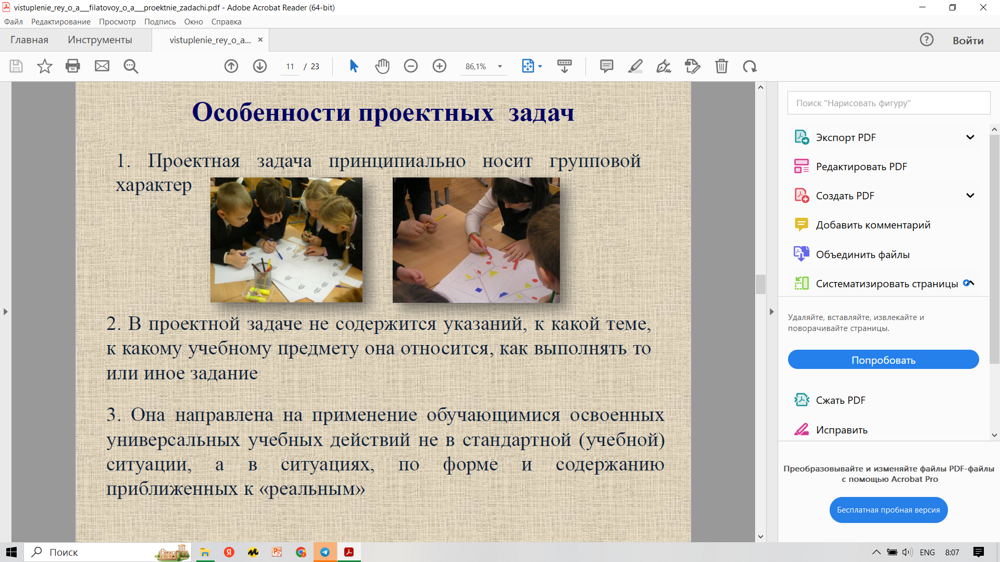 vistuplenie_rey_o_a__filatovoy_o_a__proektnie_zadachi.pdf - Adobe Acrobat Reader (64-bit)
Файл Редактирование Просмотр Подпись Окно Справка
Главная Инструменты vistuplenie_rey_o_a... × Войти
11 / 23 86,1%
Особенности проектных задач
1. Проектная задача принципиально носит групповой
характер
2. В проектной задаче не содержится указаний, к какой теме,
к какому учебному предмету она относится, как выполнять то
или иное задание
3. Она направлена на применение обучающимися освоенных
универсальных учебных действий не в стандартной (учебной)
ситуации, а в ситуациях, по форме и содержанию
приближенных к «реальным»
Поиск "Нарисовать фигуру"
Экспорт PDF
Редактировать PDF
Создать PDF
Добавить комментарий
Объединить файлы
Систематизировать страницы
Удаляйте, вставляйте, извлекайте и
поворачивайте страницы.
Попробовать
Сжать PDF
Исправить
Преобразовывайте и изменяйте файлы PDF-файлы
с помощью Acrobat Pro
Бесплатная пробная версия
Поиск ENG 8:07